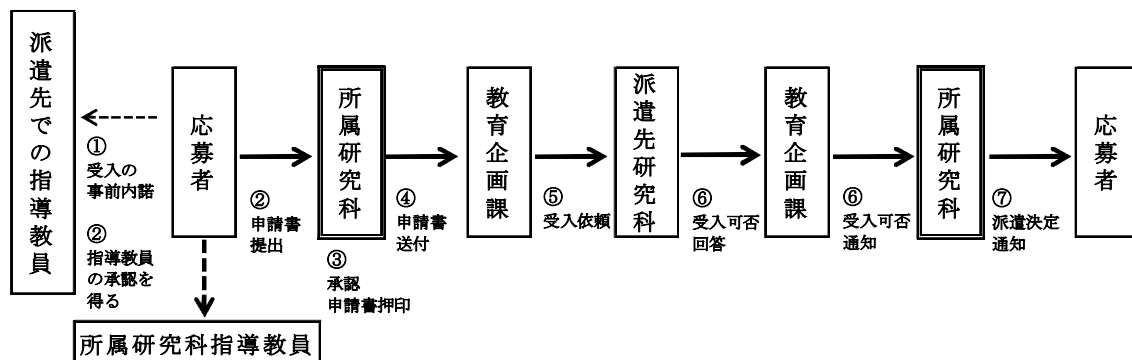 派遣先での指導教員
①
受入の
事前内諾
②
指導教員
の承認を
得る
応募者
所属研究科指導教員
②
申請書
提出
所属研究科
③
承認
申請書押印
④
申請書
送付
教育企画課
⑤
受入依頼
派遣先研究科
⑥
受入可否
回答
教育企画課
⑥
受入可否
通知
所属研究科
⑦
派遣決定
通知
応募者